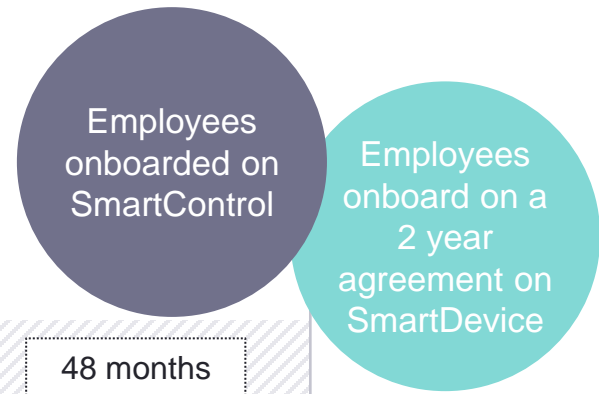 Employees
onboarded on
SmartControl
Employees
onboard on a
2 year
agreement on
SmartDevice
48 months